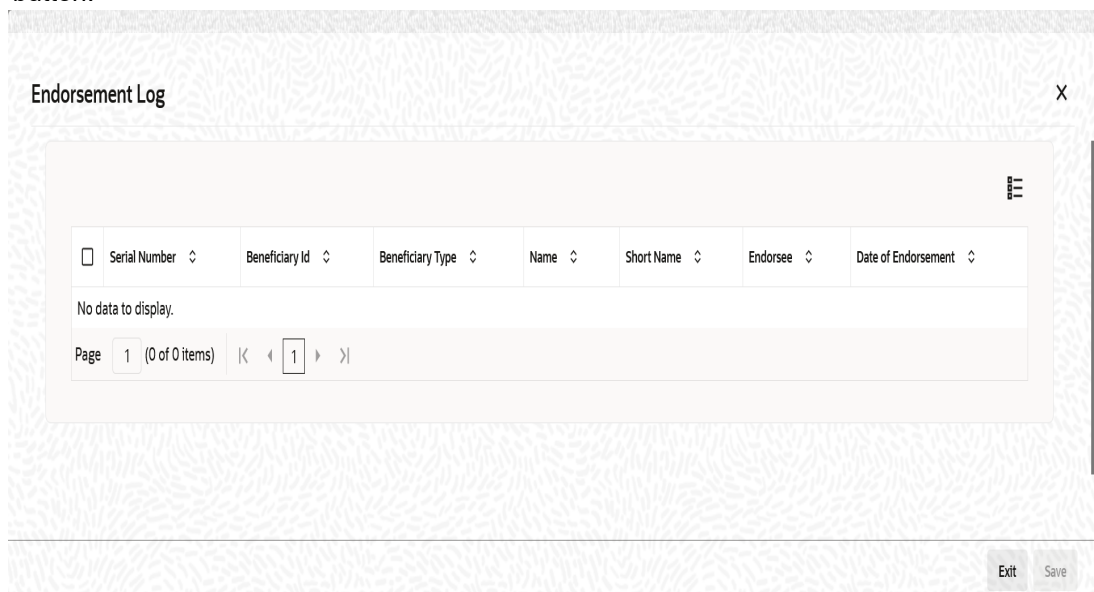 Endorsement Log X
Serial Number Beneficiary Id Beneficiary Type Name Short Name Endorsee Date of Endorsement
No data to display.
Page 1 (0 of 0 items) 1
Exit Save